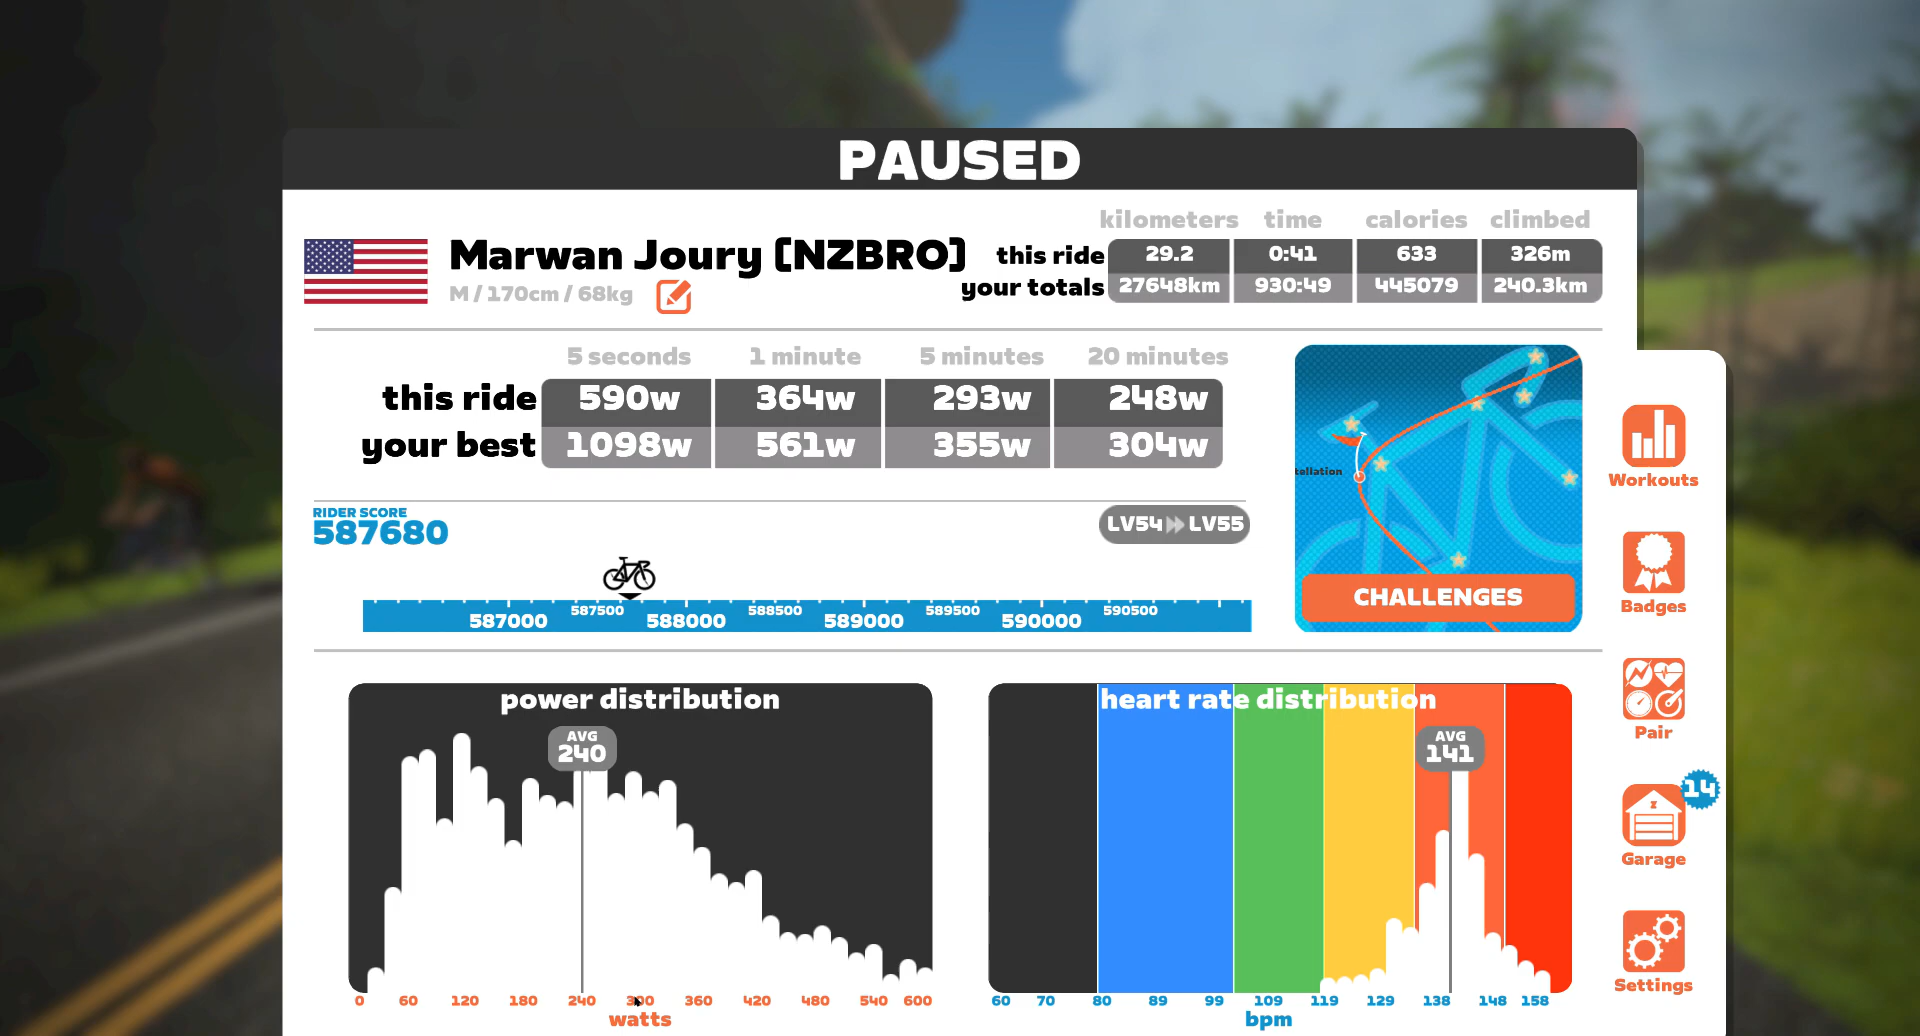 PAUSED
kilometers time calories climbed
Marwan Joury [NZBRO]
this ride 29.2 0:41 633 326m
M / 170cm / 68kg
your totals 27648km 930:49 445079 240.3km
5 seconds 1 minute 5 minutes 20 minutes
this ride 590w 364w 293w 248w
your best 1098w 561w 355w 304w
tellation
CHALLENGES
RIDER SCORE
587680
LV54 LV55
587000 587500 588000 588500 589000 589500 590000 590500
Workouts
Badges
Pair
14
Garage
Settings
power distribution
AVG
240
0 60 120 180 240 300 360 420 480 540 600
watts
heart rate distribution
AVG
141
60 70 80 89 99 109 119 129 138 148 158
bpm